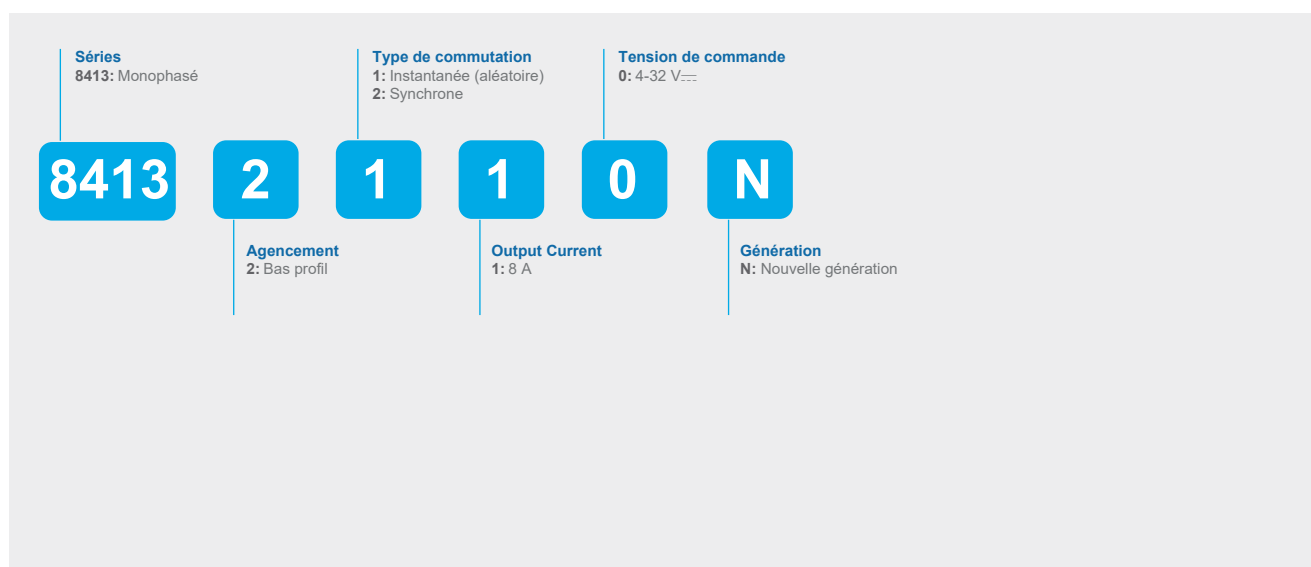 Séries
8413: Monophasé
Type de commutation
1: Instantanée (aléatoire)
2: Synchrone
Tension de commande
0: 4-32 V⎓
8413 2 1 1 0 N
Agencement
2: Bas profil
Output Current
1: 8 A
Génération
N: Nouvelle génération